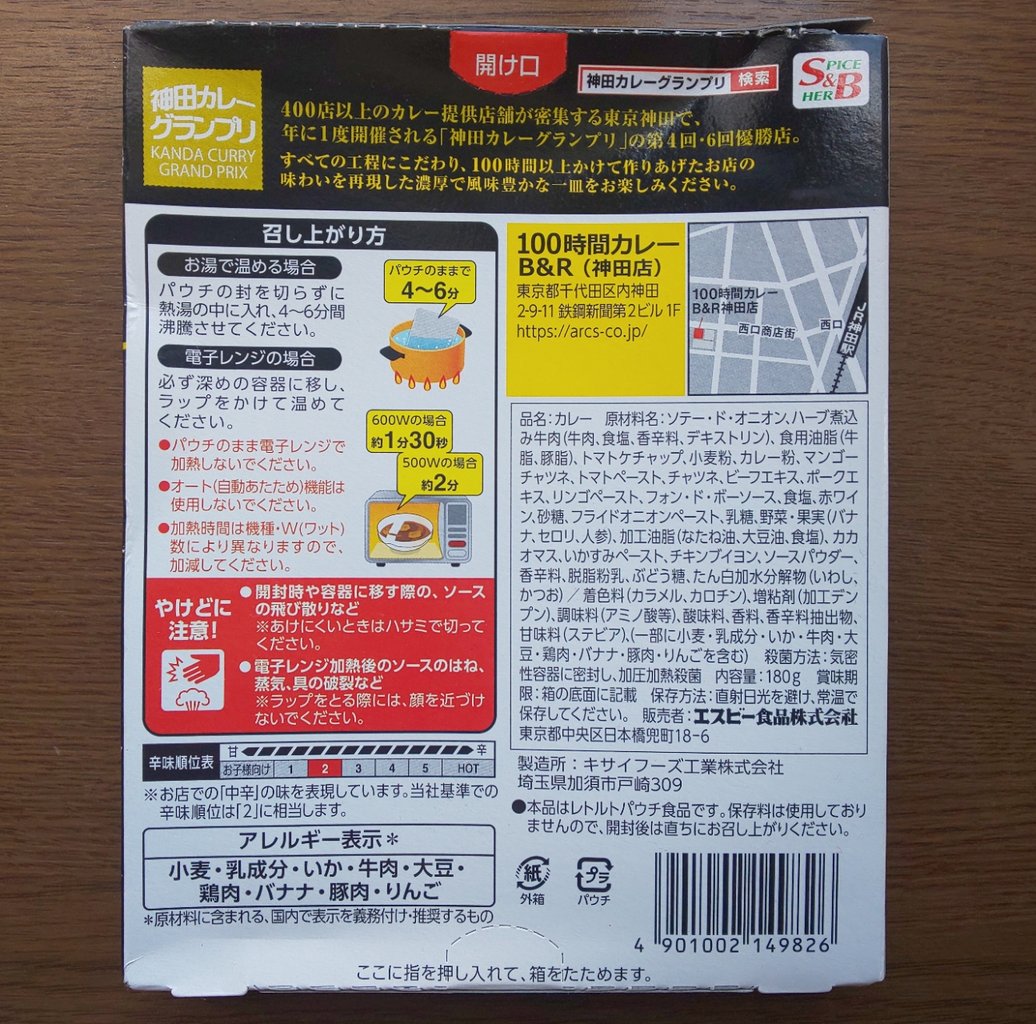 開け口
神田カレーグランプリ 検索
SPICE
S&B
HERB
神田カレー
グランプリ
KANDA CURRY
GRAND PRIX
400店以上のカレー提供店舗が密集する東京神田で、
年に1度開催される「神田カレーグランプリ」の第4回・6回優勝店。
すべての工程にこだわり、100時間以上かけて作りあげたお店の
味わいを再現した濃厚で風味豊かな一皿をお楽しみください。
召し上がり方
お湯で温める場合
パウチの封を切らずに
熱湯の中に入れ、4〜6分間
沸騰させてください。
パウチのままで
4〜6分
電子レンジの場合
必ず深めの容器に移し、
ラップをかけて温めて
ください。
●パウチのまま電子レンジで
加熱しないでください。
●オート(自動あたため)機能は
使用しないでください。
●加熱時間は機種・W(ワット)
数により異なりますので、
加減してください。
600Wの場合
約1分30秒
500Wの場合
約2分
やけどに
注意!
●開封時や容器に移す際の、ソース
の飛び散りなど
※あけにくいときはハサミで切って
ください。
●電子レンジ加熱後のソースのはね、
蒸気、具の破裂など
※ラップをとる際には、顔を近づけ
ないでください。
辛味順位表
甘 辛
お子様向け 1 2 3 4 5 HOT
※お店での「中辛」の味を表現しています。当社基準での
辛味順位は「2」に相当します。
アレルギー表示*
小麦・乳成分・いか・牛肉・大豆・
鶏肉・バナナ・豚肉・りんご
*原材料に含まれる、国内で表示を義務付け・推奨するもの
100時間カレー
B&R(神田店)
東京都千代田区内神田
2-9-11 鉄鋼新聞第2ビル 1F
https://arcs-co.jp/
100時間カレー
B&R神田店
西口商店街
西口
JR神田駅
品名:カレー 原材料名:ソテー・ド・オニオン、ハーブ煮込
み牛肉(牛肉、食塩、香辛料、デキストリン)、食用油脂(牛
脂、豚脂)、トマトケチャップ、小麦粉、カレー粉、マンゴー
チャツネ、トマトペースト、チャツネ、ビーフエキス、ポークエ
キス、リンゴペースト、フォン・ド・ボーソース、食塩、赤ワイ
ン、砂糖、フライドオニオンペースト、乳糖、野菜・果実(バナ
ナ、セロリ、人参)、加工油脂(なたね油、大豆油、食塩)、カカ
オマス、いかすみペースト、チキンブイヨン、ソースパウダー、
香辛料、脱脂粉乳、ぶどう糖、たん白加水分解物(いわし、
かつお)/着色料(カラメル、カロチン)、増粘剤(加工デン
プン)、調味料(アミノ酸等)、酸味料、香料、香辛料抽出物、
甘味料(ステビア)、(一部に小麦・乳成分・いか・牛肉・大
豆・鶏肉・バナナ・豚肉・りんごを含む) 殺菌方法:気密
性容器に密封し、加圧加熱殺菌 内容量:180g 賞味期
限:箱の底面に記載 保存方法:直射日光を避け、常温で
保存してください。 販売者:エスビー食品株式会社
東京都中央区日本橋兜町18-6
製造所:キサイフーズ工業株式会社
埼玉県加須市戸崎309
●本品はレトルトパウチ食品です。保存料は使用しており
ませんので、開封後は直ちにお召し上がりください。
紙
外箱
プラ
パウチ
4 901002 149826
ここに指を押し入れて、箱をたためます。